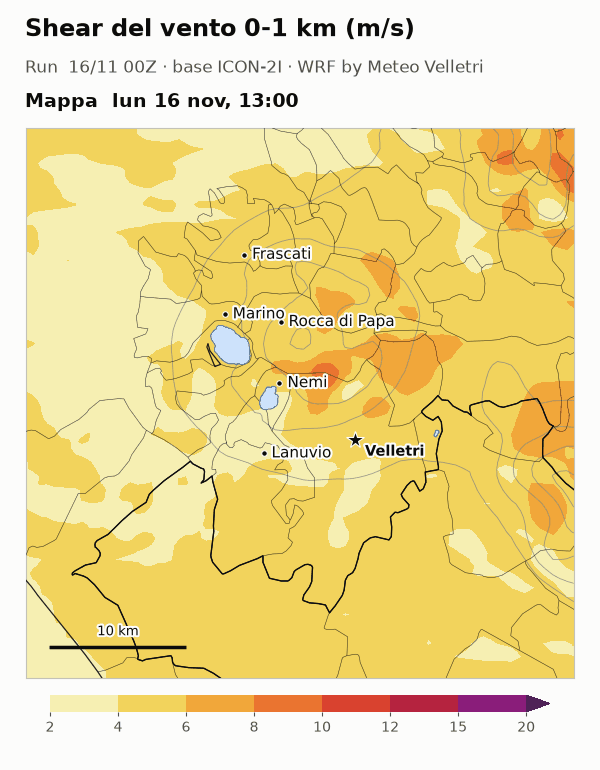 Shear del vento 0-1 km (m/s)
Run  16/11 00Z · base ICON-2I · WRF by Meteo Velletri
Mappa  lun 16 nov, 13:00
Frascati
Marino
Rocca di Papa
Nemi
Velletri
Lanuvio
10 km
2 4 6 8 10 12 15 20